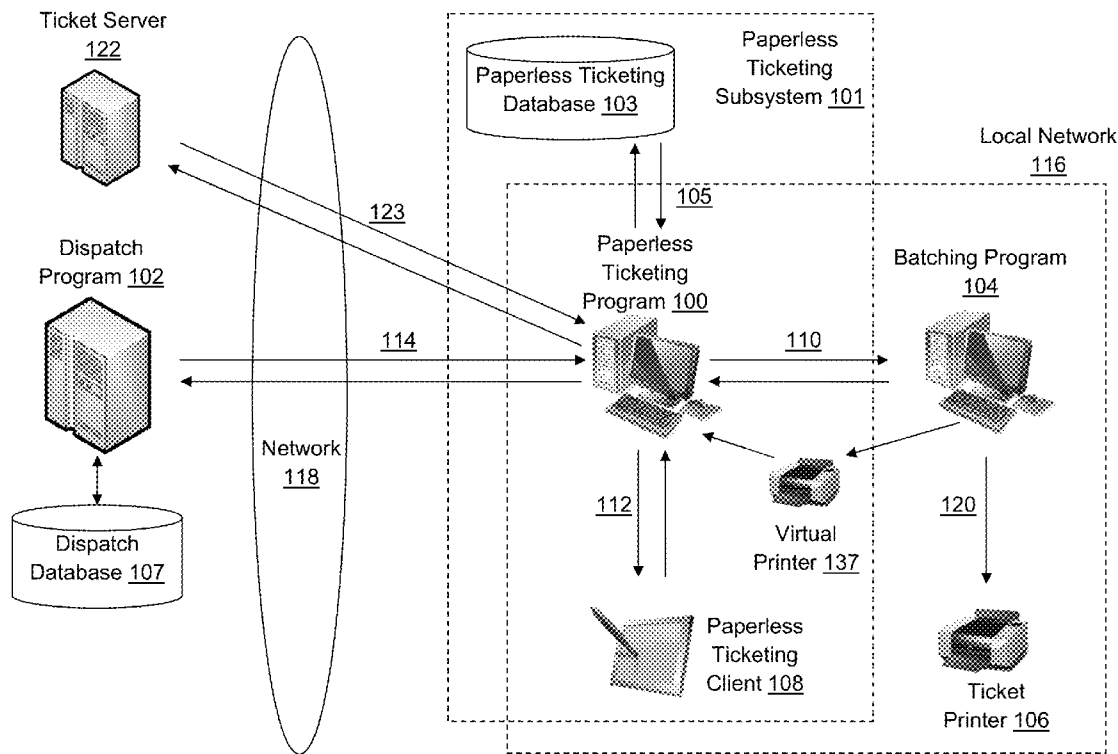 Ticket Server
122
Paperless Ticketing
Database 103
Paperless
Ticketing
Subsystem 101
Local Network
116
123
105
Dispatch
Program 102
Paperless
Ticketing
Program 100
Batching Program
104
114
110
Network
118
112
120
Virtual
Printer 137
Dispatch
Database 107
Paperless
Ticketing
Client 108
Ticket
Printer 106